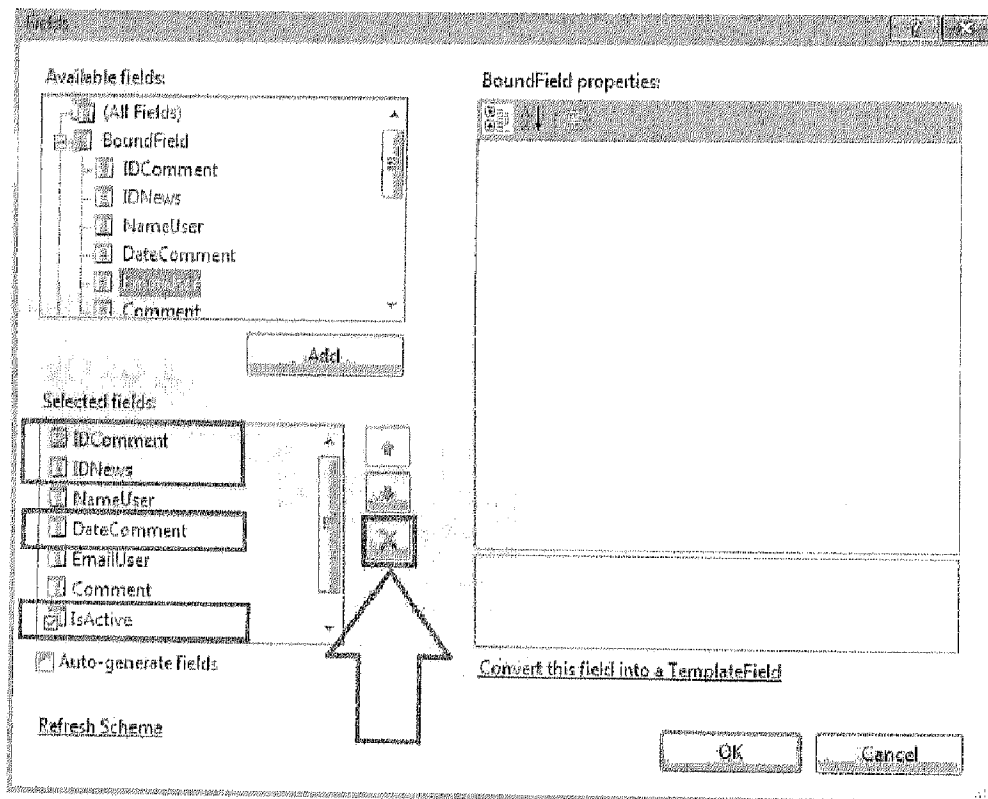 Fields
Available fields:
(All Fields)
BoundField
IDComment
IDNews
NameUser
DateComment
Comment
Add
Selected fields:
IDComment
IDNews
NameUser
DateComment
EmailUser
Comment
IsActive
Auto-generate fields
Refresh Schema
BoundField properties:
Convert this field into a TemplateField
OK
Cancel